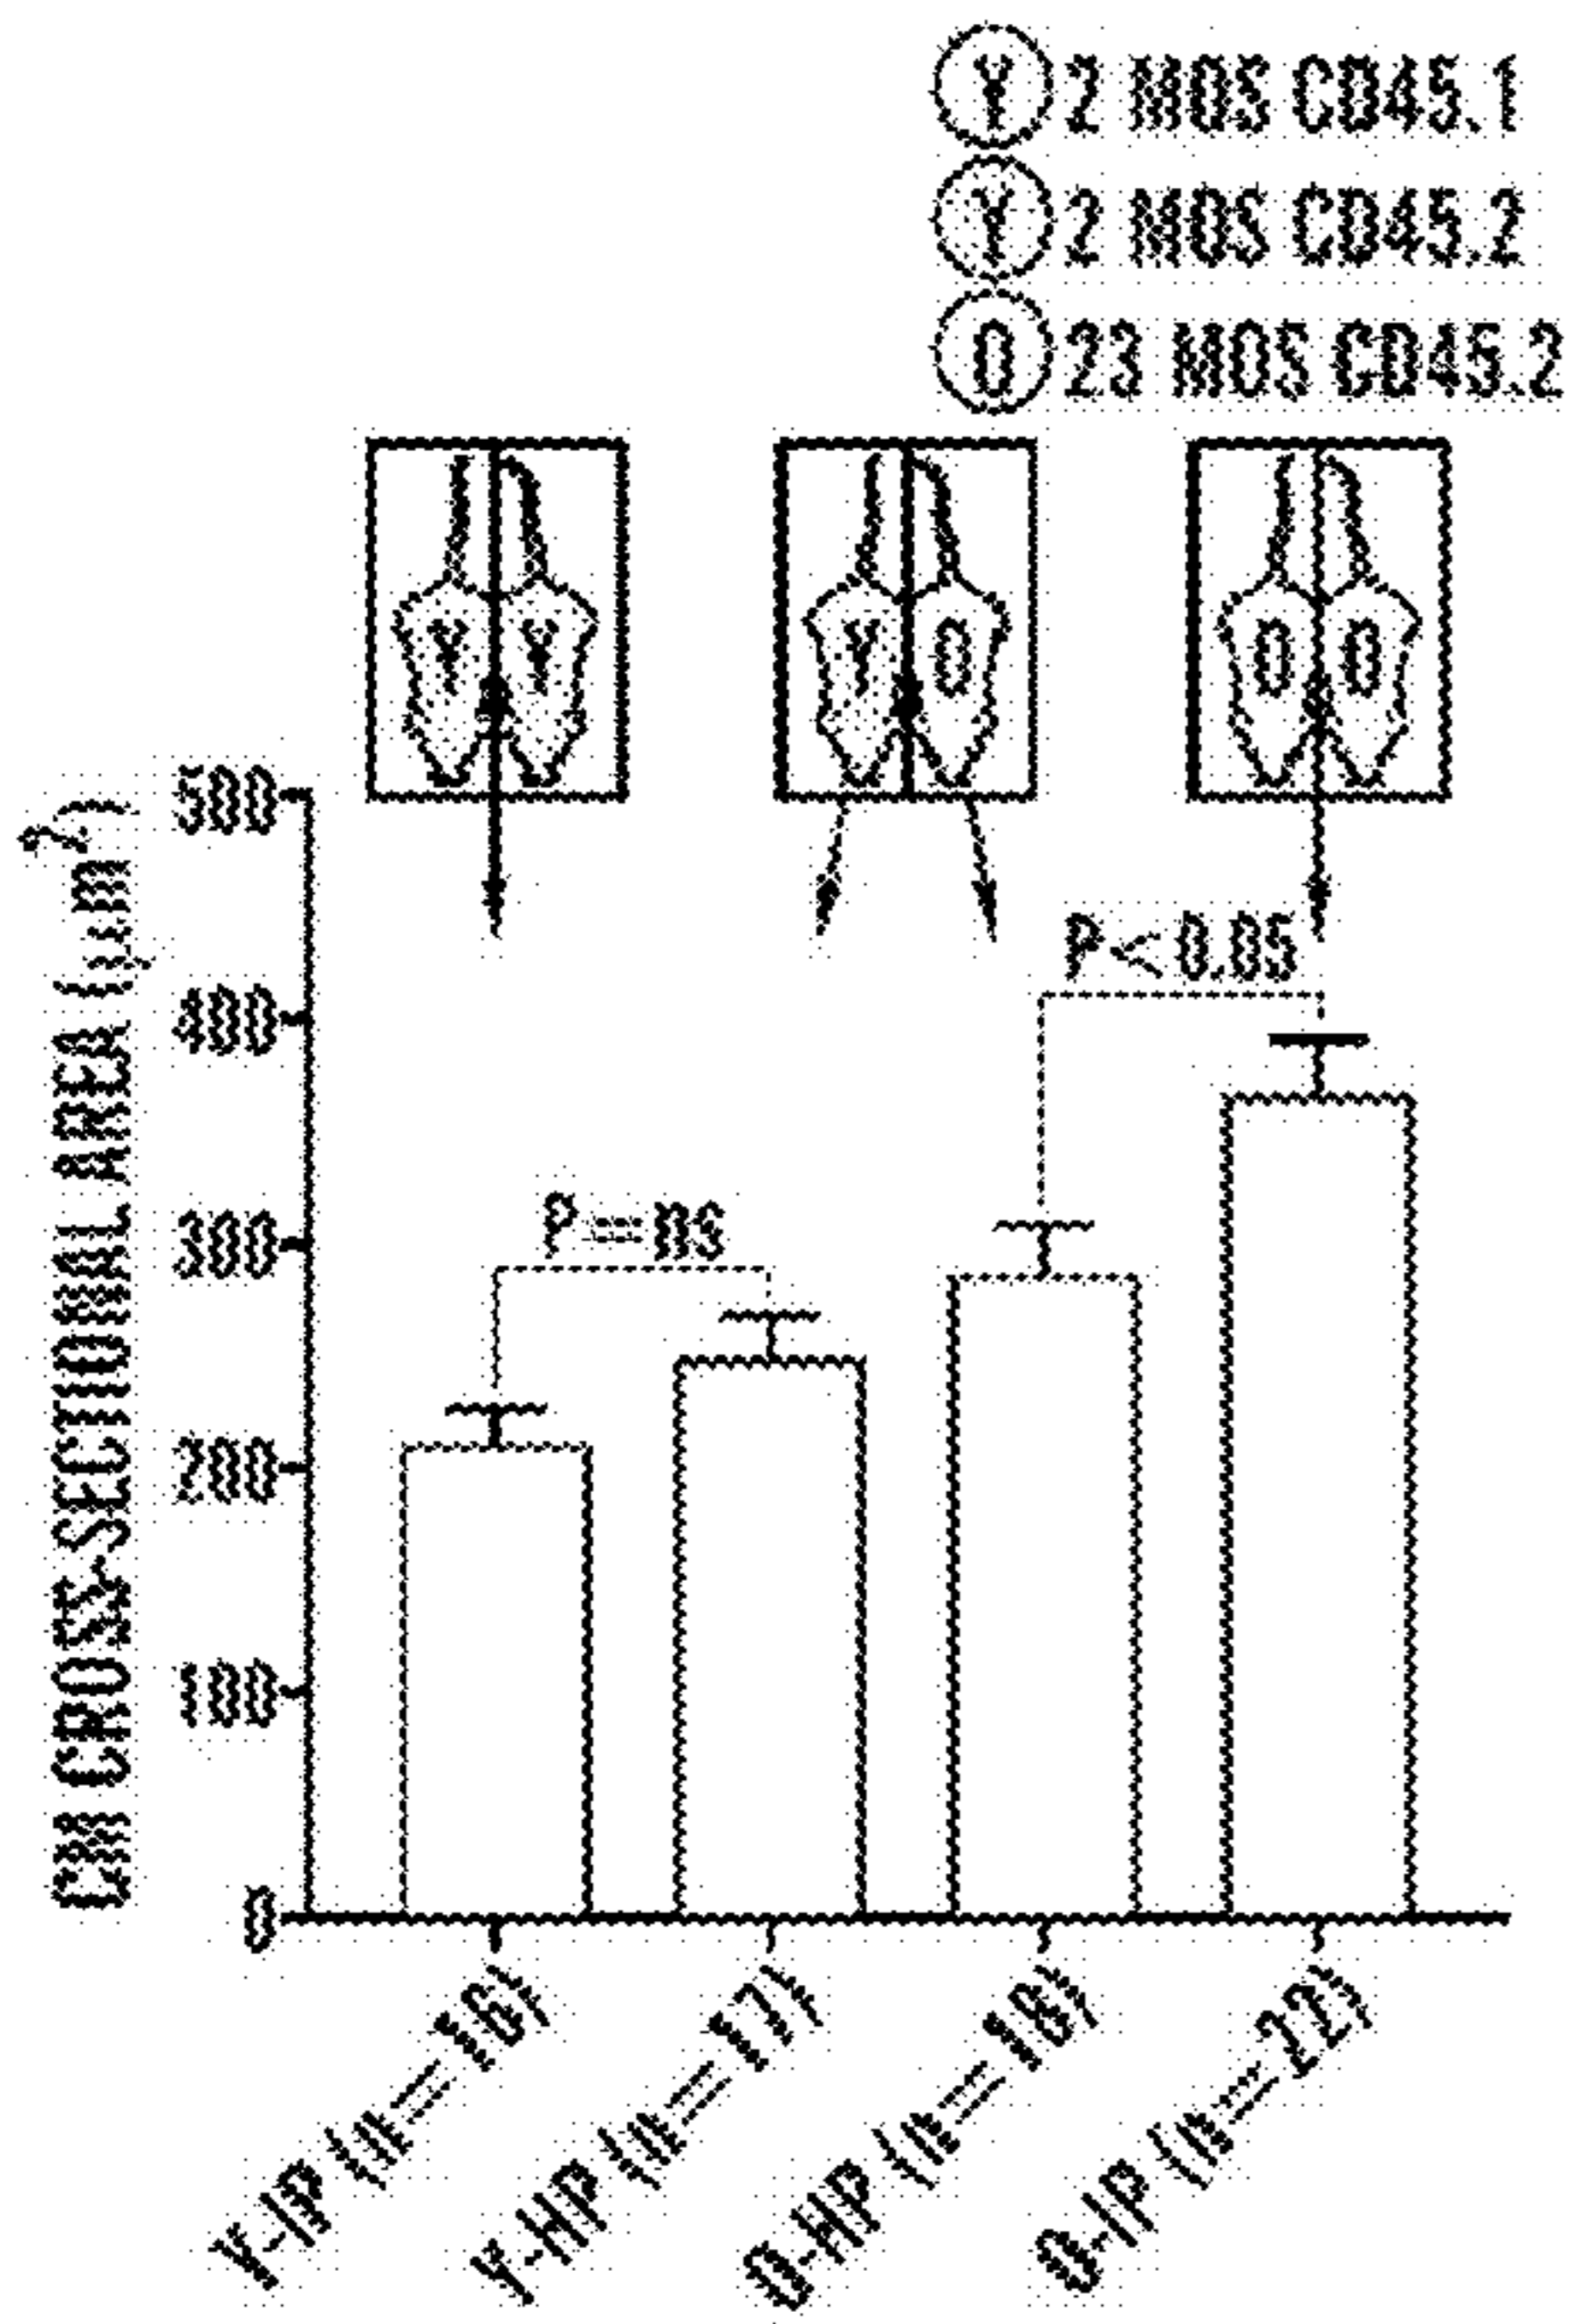 Y 2 MOS CD45.1
Y 2 MOS CD45.2
O 23 MOS CD45.2
Y Y
Y O
O O
CM CROSS-SECTIONAL AREA (μm²)
500
400
300
200
100
0
P=ns
P<0.05
Y-IP (n=16)
Y-HP (n=17)
O-HP (n=18)
O-IP (n=22)